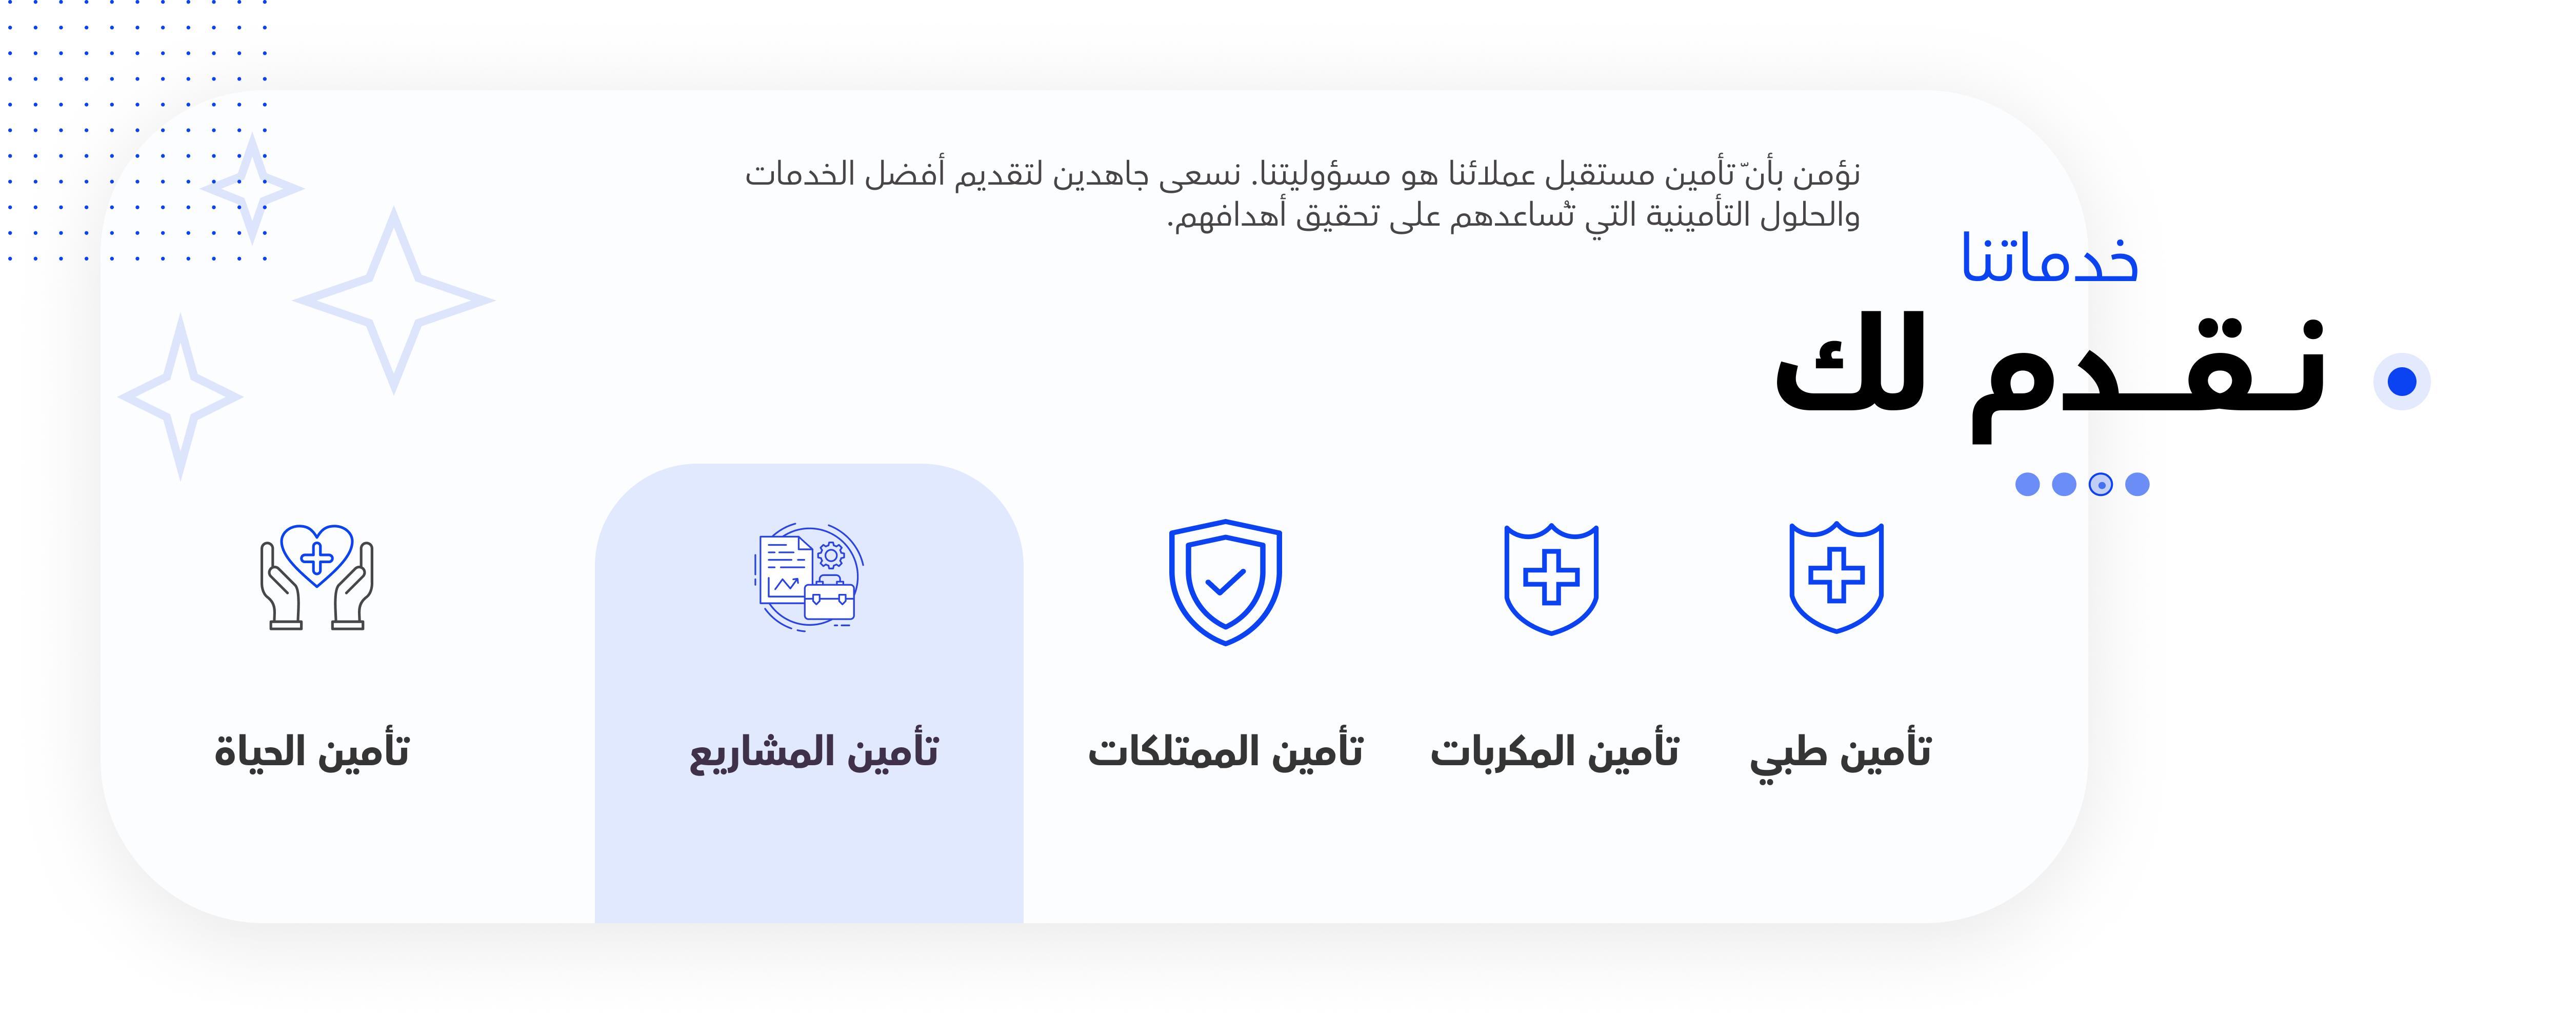 نؤمن بأنّ تأمين مستقبل عملائنا هو مسؤوليتنا. نسعى جاهدين لتقديم أفضل الخدمات
والحلول التأمينية التي تُساعدهم على تحقيق أهدافهم.
خدماتنا
نـقــدم لك
تأمين طبي
تأمين المكربات
تأمين الممتلكات
تأمين المشاريع
تأمين الحياة